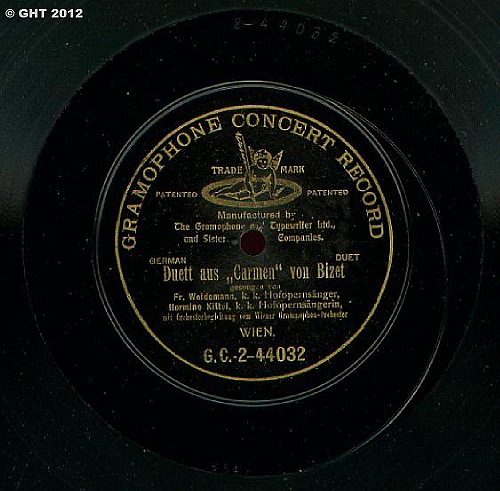 © GHT 2012
2-44032
GRAMOPHONE CONCERT RECORD
TRADE MARK
PATENTED PATENTED
Manufactured by
The Gramophone and Typewriter Ltd.,
and Sister Companies.
GERMAN DUET
Duett aus „Carmen“ von Bizet
gesungen von
Fr. Weidemann, k. k. Hofopernsänger,
Hermine Kittel, k. k. Hofopernsängerin,
mit Orchesterbegleitung vom Wiener Grammophon-Orchester
WIEN.
G.C.-2-44032